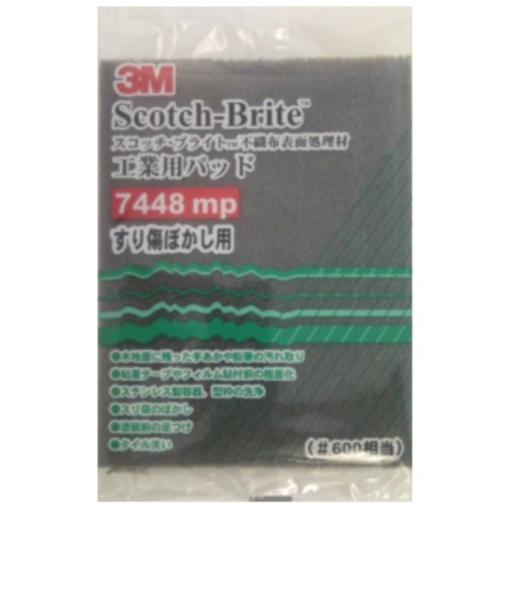 3M
Scotch-Brite™
スコッチ・ブライト™不織布表面処理材
工業用パッド
7448 mp
すり傷ぼかし用
●木地面に残った手あかや鉛筆の汚れ取り
●粘着テープやフィルム貼付前の粗面化
●ステンレス製容器、型枠の洗浄
●スリ傷のぼかし
●塗装前の足つけ
●タイル洗い
(#600相当)